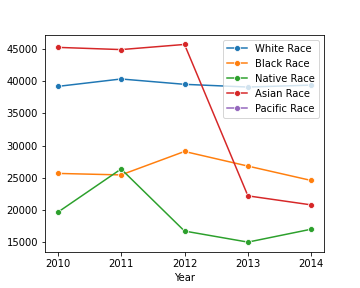 45000
40000
35000
30000
25000
20000
15000
White Race
Black Race
Native Race
Asian Race
Pacific Race
2010 2011 2012 2013 2014
Year